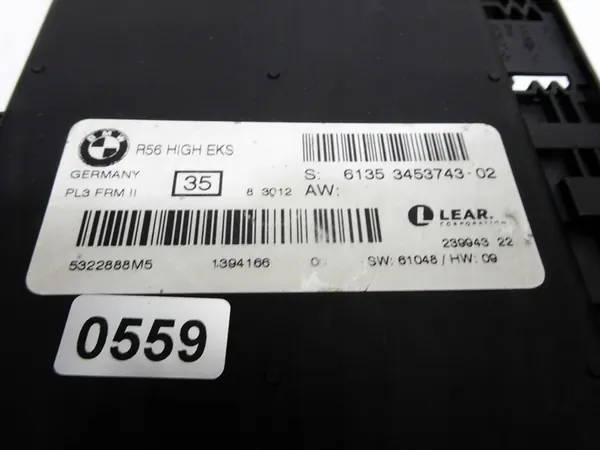 BMW
R56 HIGH EKS
GERMANY
PL3 FRM II
35
8 3012
S: 6135 3453743-02
AW:
L LEAR.
CORPORATION
239943 22
5322888M5
1394166
SW: 61048 / HW: 09
0559